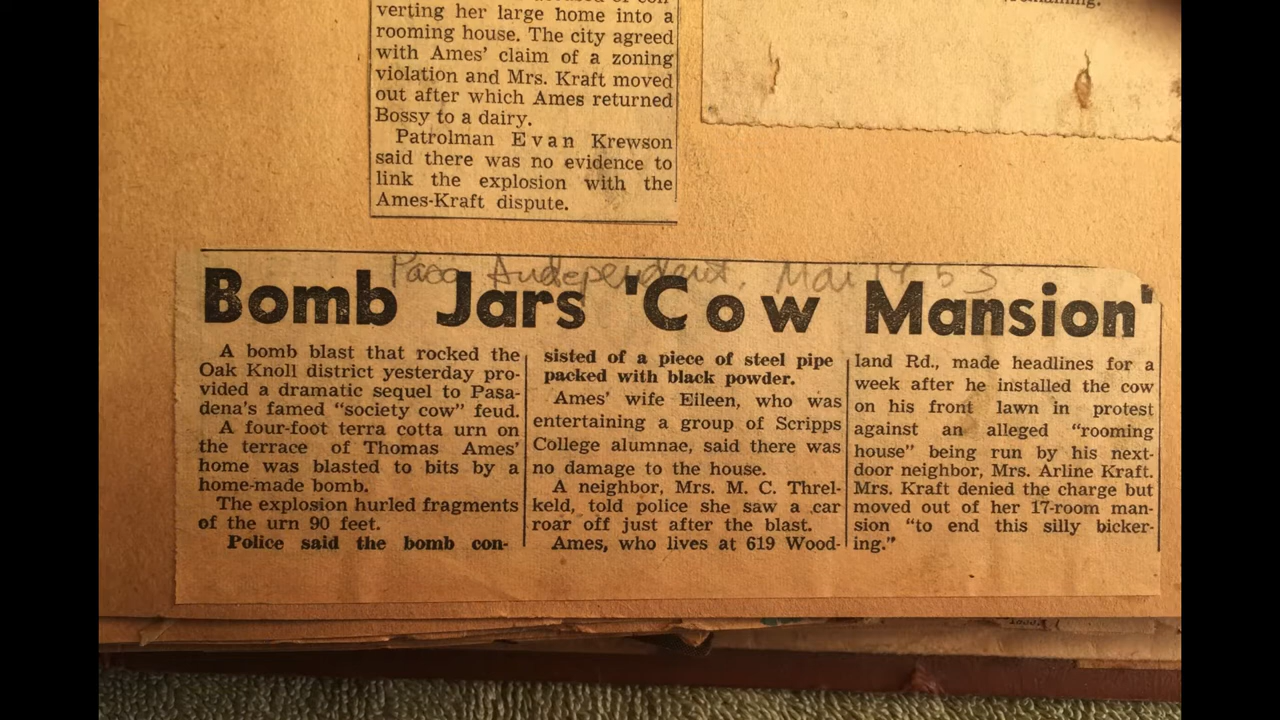 verting her large home into a
rooming house. The city agreed
with Ames' claim of a zoning
violation and Mrs. Kraft moved
out after which Ames returned
Bossy to a dairy.
Patrolman Evan Krewson
said there was no evidence to
link the explosion with the
Ames-Kraft dispute.
remaining.
Pasa Independent, Mar 19 53
Bomb Jars 'Cow Mansion'
A bomb blast that rocked the
Oak Knoll district yesterday pro-
vided a dramatic sequel to Pasa-
dena's famed "society cow" feud.
A four-foot terra cotta urn on
the terrace of Thomas Ames'
home was blasted to bits by a
home-made bomb.
The explosion hurled fragments
of the urn 90 feet.
Police said the bomb con-
sisted of a piece of steel pipe
packed with black powder.
Ames' wife Eileen, who was
entertaining a group of Scripps
College alumnae, said there was
no damage to the house.
A neighbor, Mrs. M. C. Threl-
keld, told police she saw a car
roar off just after the blast.
Ames, who lives at 619 Wood-
land Rd., made headlines for a
week after he installed the cow
on his front lawn in protest
against an alleged "rooming
house" being run by his next-
door neighbor, Mrs. Arline Kraft.
Mrs. Kraft denied the charge but
moved out of her 17-room man-
sion "to end this silly bicker-
ing."